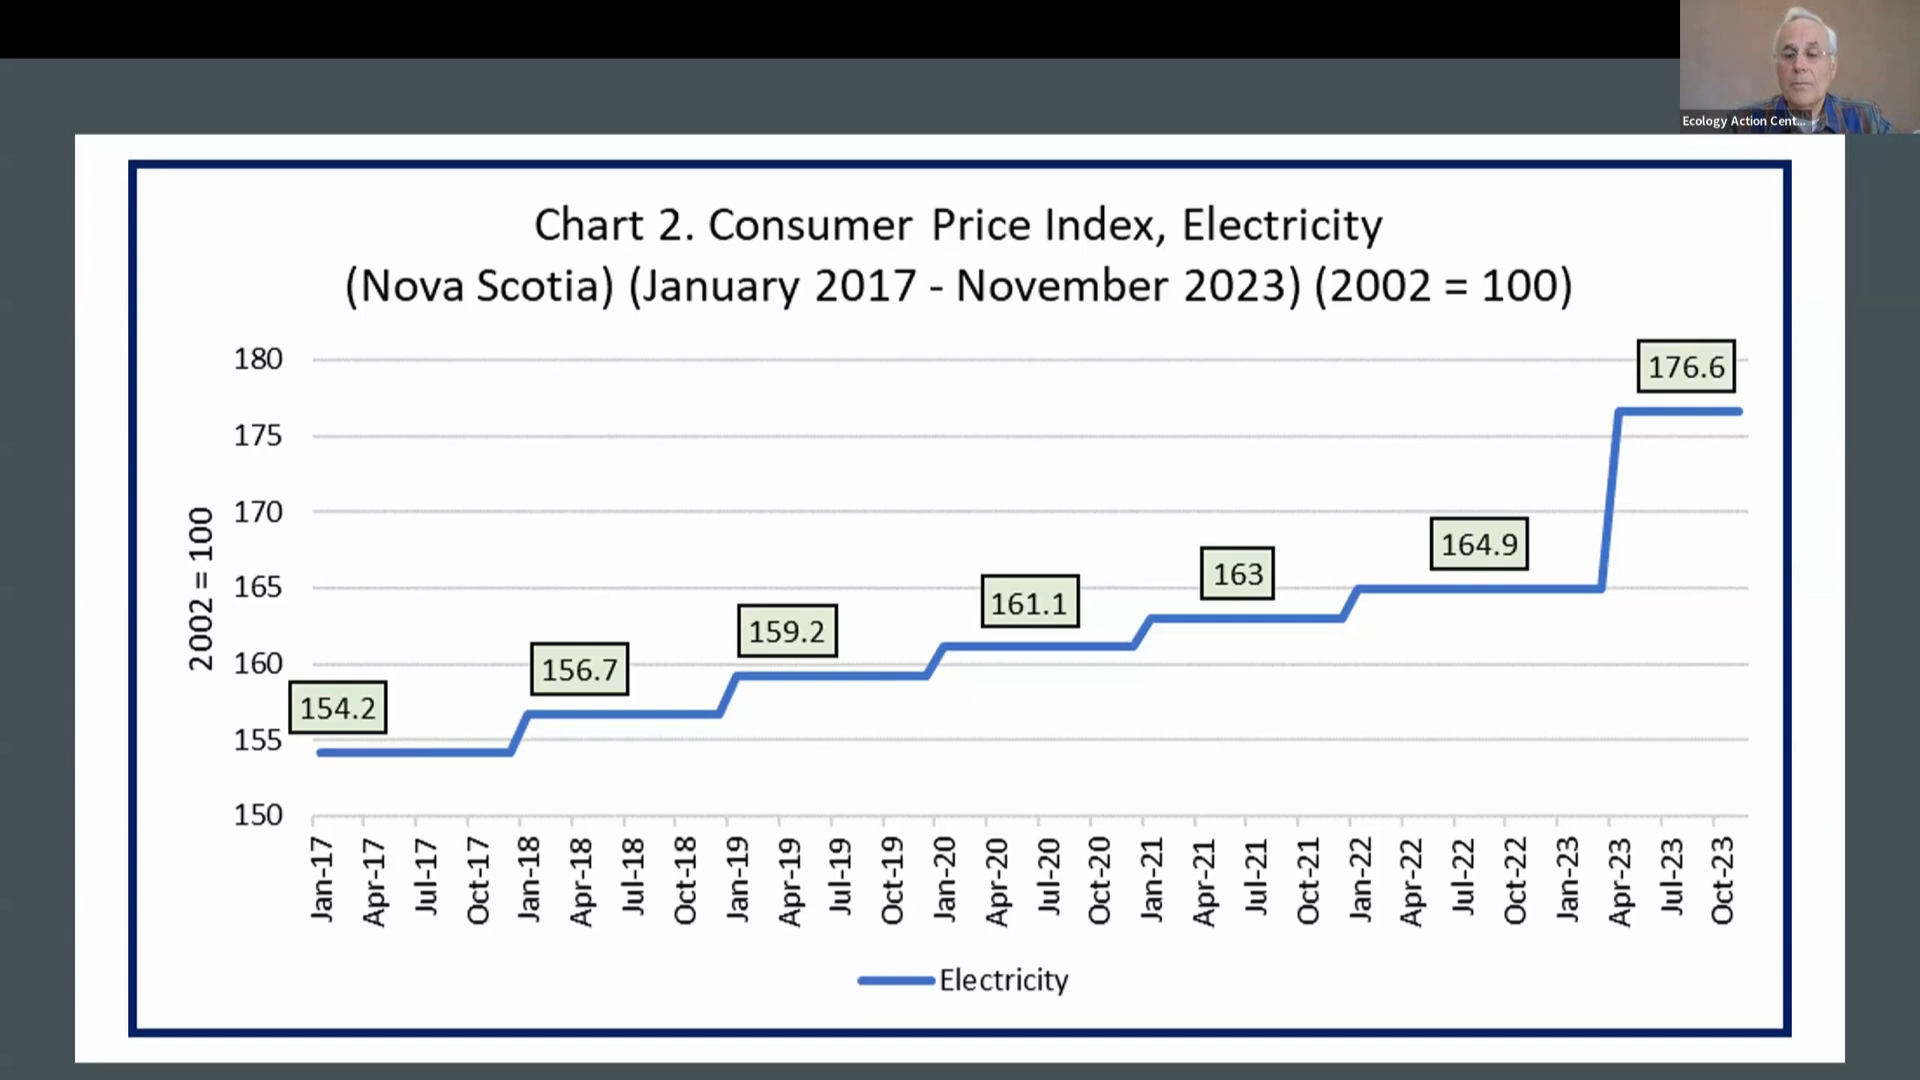 Ecology Action Cent...
Chart 2. Consumer Price Index, Electricity
(Nova Scotia) (January 2017 - November 2023) (2002 = 100)
2002 = 100
180
175
170
165
160
155
150
154.2
156.7
159.2
161.1
163
164.9
176.6
Jan-17
Apr-17
Jul-17
Oct-17
Jan-18
Apr-18
Jul-18
Oct-18
Jan-19
Apr-19
Jul-19
Oct-19
Jan-20
Apr-20
Jul-20
Oct-20
Jan-21
Apr-21
Jul-21
Oct-21
Jan-22
Apr-22
Jul-22
Oct-22
Jan-23
Apr-23
Jul-23
Oct-23
Electricity